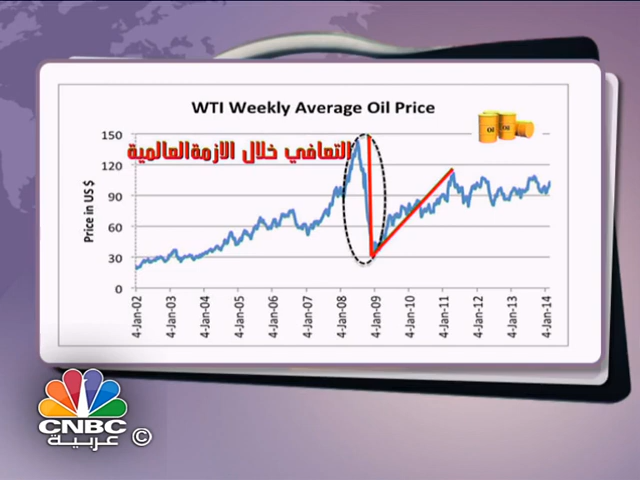 WTI Weekly Average Oil Price
Oil
Oil
التعافي خلال الازمةالعالمية
Price in US $
150
120
90
60
30
0
4-Jan-02
4-Jan-03
4-Jan-04
4-Jan-05
4-Jan-06
4-Jan-07
4-Jan-08
4-Jan-09
4-Jan-10
4-Jan-11
4-Jan-12
4-Jan-13
4-Jan-14
CNBC
عربية ©